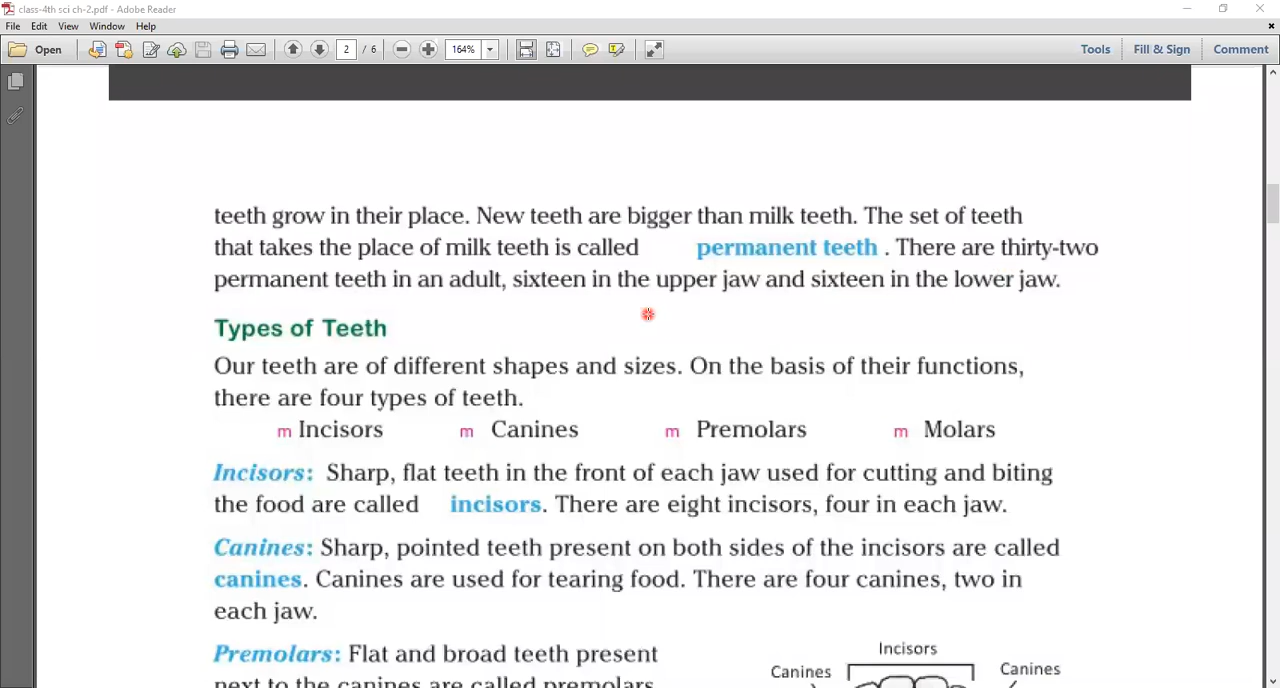 class-4th sci ch-2.pdf - Adobe Reader
File Edit View Window Help
Open 2 / 6 164% Tools Fill & Sign Comment
teeth grow in their place. New teeth are bigger than milk teeth. The set of teeth
that takes the place of milk teeth is called permanent teeth . There are thirty-two
permanent teeth in an adult, sixteen in the upper jaw and sixteen in the lower jaw.
Types of Teeth
Our teeth are of different shapes and sizes. On the basis of their functions,
there are four types of teeth.
m Incisors m Canines m Premolars m Molars
Incisors: Sharp, flat teeth in the front of each jaw used for cutting and biting
the food are called incisors. There are eight incisors, four in each jaw.
Canines: Sharp, pointed teeth present on both sides of the incisors are called
canines. Canines are used for tearing food. There are four canines, two in
each jaw.
Premolars: Flat and broad teeth present
next to the canines are called premolars
Incisors
Canines Canines